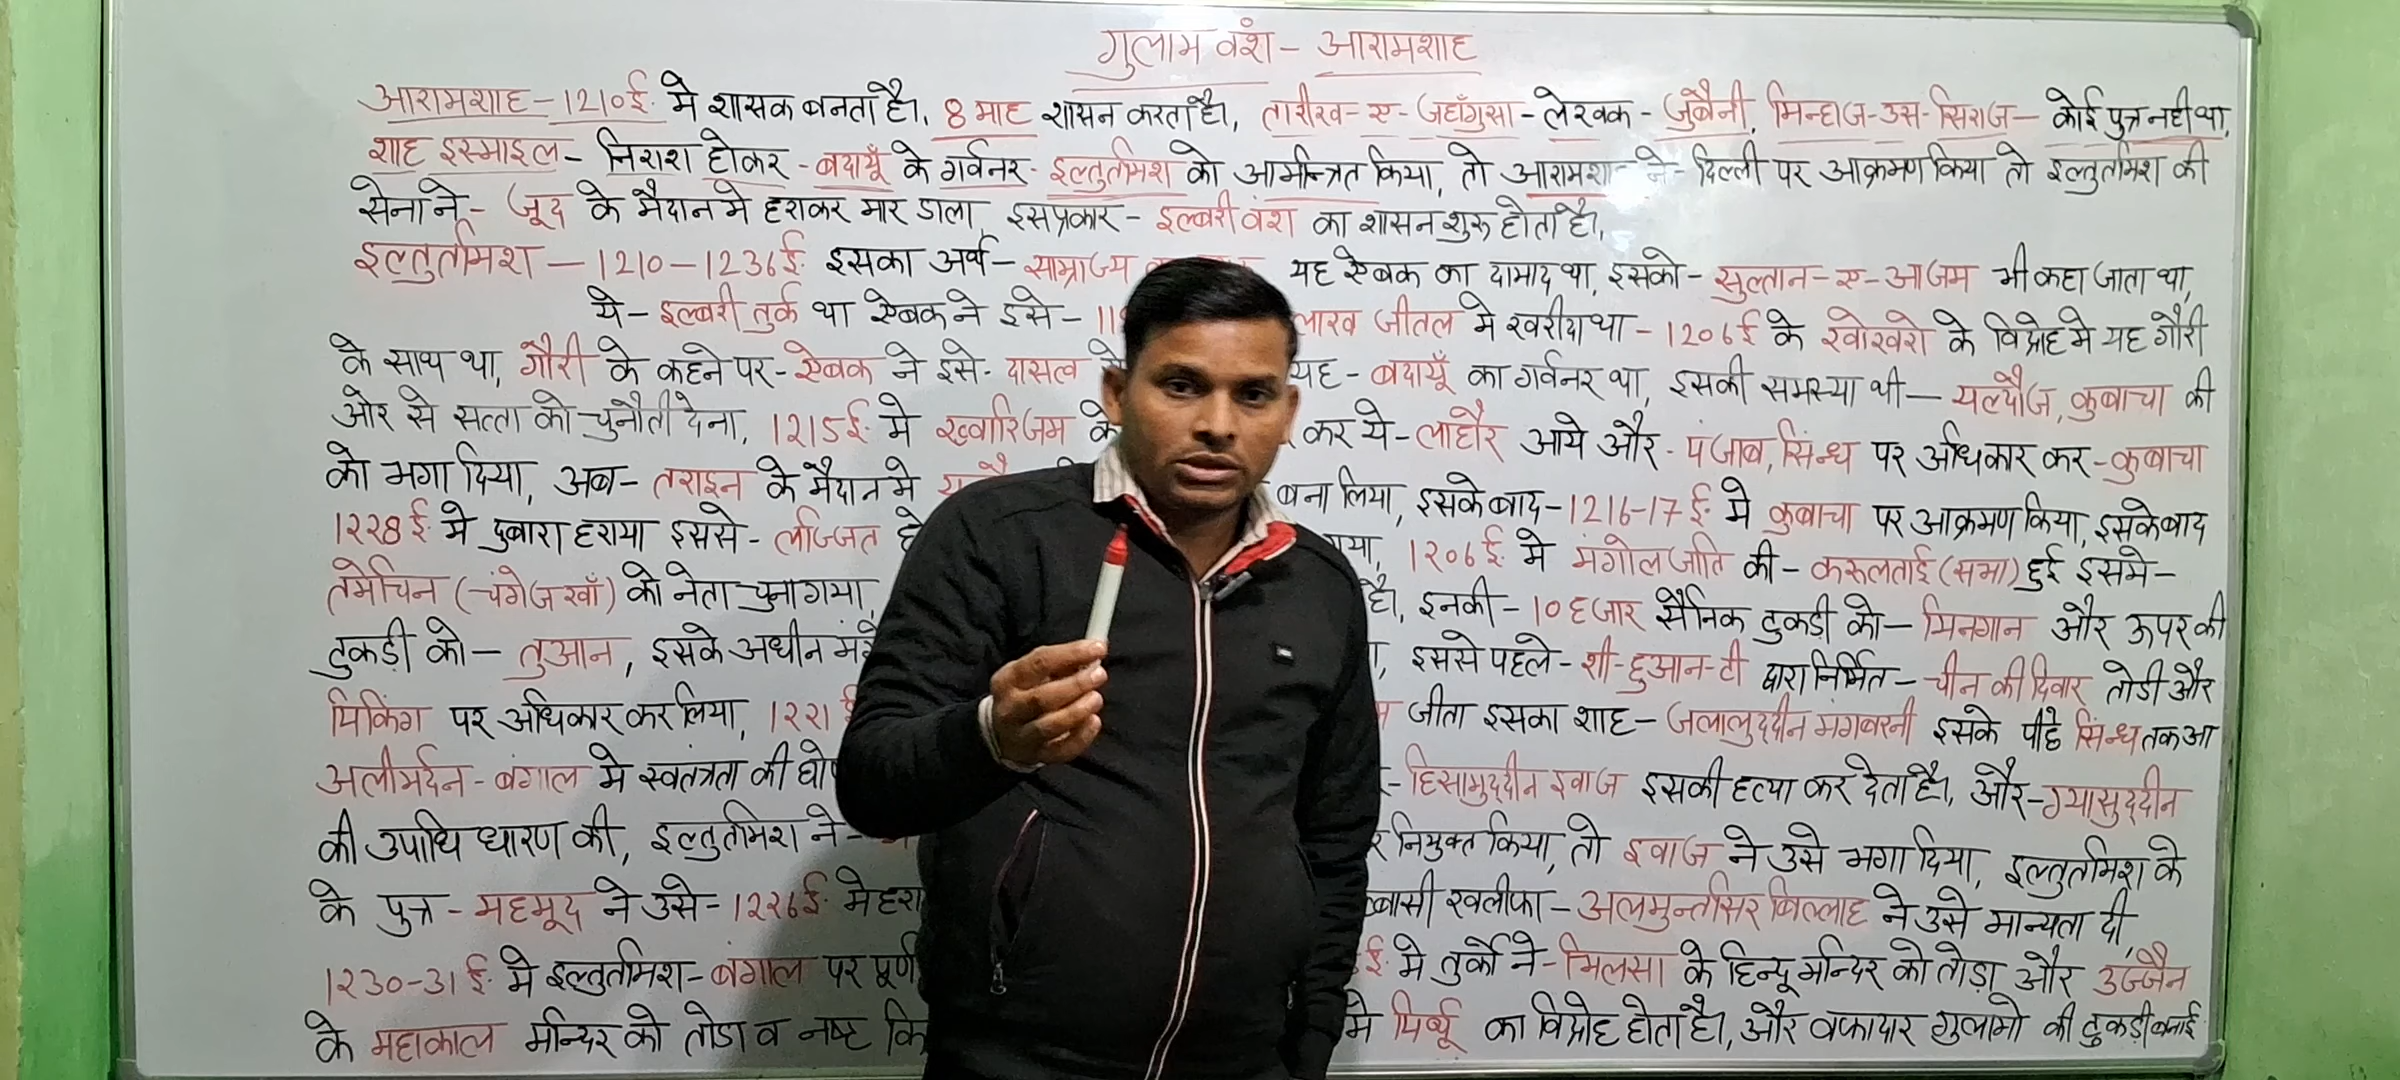 गुलाम वंश - आरामशाह
आरामशाह - 1210 ई. मे शासक बनता है। 8 माह शासन करता है। तारीख - ए - जहाँगुसा - लेखक - जुबैनी, मिन्हाज-उस-सिराज - कोई पुत्र नही था,
शाह इस्माइल - निराश होकर - बदायूँ के गर्वनर - इल्तुतमिश को आमन्त्रित किया, तो आरामशा ने - दिल्ली पर आक्रमण किया तो इल्तुतमिश की
सेना ने - जूद के मैदान मे हराकर मार डाला, इसप्रकार - इल्बरी वंश का शासन शुरू होता है।
इल्तुतमिश - 1210 - 1236 ई. इसका अर्थ - साम्राज्य यह ऐबक का दामाद था, इसको - सुल्तान - ए - आजम भी कहा जाता था,
ये - इल्बरी तुर्क था ऐबक ने इसे - लाख जीतल मे खरीदा था - 1206 ई के खोखरो के विद्रोह मे यह गौरी
के साथ था, गौरी के कहने पर - ऐबक ने इसे - दासत्व यह - बदायूँ का गर्वनर था, इसकी समस्या थी - यल्दौज, कुबाचा की
ओर से सत्ता को चुनौती देना, 1215 ई. मे ख्वारिजम के कर ये - लाहौर आये और - पंजाब, सिन्ध पर अधिकार कर - कुबाचा
को भगा दिया, अब - तराइन के मैदान मे बना लिया, इसके बाद - 1216-17 ई. मे कुबाचा पर आक्रमण किया, इसके बाद
1228 ई. मे दुबारा हराया इससे - लज्जित गया, 1206 ई. मे मंगोल जाति की - करूलताई (सभा) हुई इसमे -
तमेचिन (चंगेज खाँ) को नेता चुना गया, है। इनकी - 10 हजार सैनिक टुकड़ी को - मिनगान और ऊपर की
टुकड़ी को - तुआन, इसके अधीन इससे पहले - शी-हुआन-टी द्वारा निर्मित - चीन की दिवार तोडी और
पिकिंग पर अधिकार कर लिया, 1221 ई जीता इसका शाह - जलालुद्दीन मंगबरनी इसके पीछे सिन्ध तक आ
अलीमर्दन - बंगाल मे स्वतंत्रता की - हिसामुद्दीन इवाज इसकी हत्या कर देता है। और - ग्यासुद्दीन
की उपाधि धारण की, इल्तुतमिश ने - नियुक्त किया, तो इवाज ने उसे भगा दिया, इल्तुतमिश के
के पुत्र - महमूद ने उसे - 1226 ई. मे खलीफा - अलमुन्तसिर बिल्लाह ने उसे मान्यता दी,
1230-31 ई. मे इल्तुतमिश - बंगाल पर पूर्ण ई. मे तुर्को ने - भिलसा के हिन्दू मन्दिर को तोड़ा और उज्जैन
के महाकाल मन्दिर को तोडा व नष्ट मे पिर्थू का विद्रोह होता है। और वफादार गुलामो की टुकड़ी बनाई